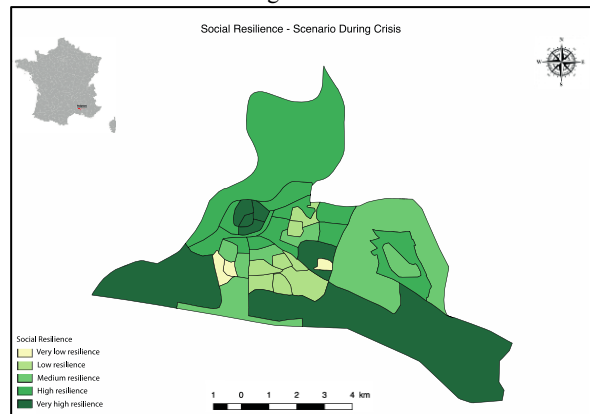 Social Resilience - Scenario During Crisis
N
W
E
S
Social Resilience
Very low resilience
Low resilience
Medium resilience
High resilience
Very high resilience
1 0 1 2 3 4 km